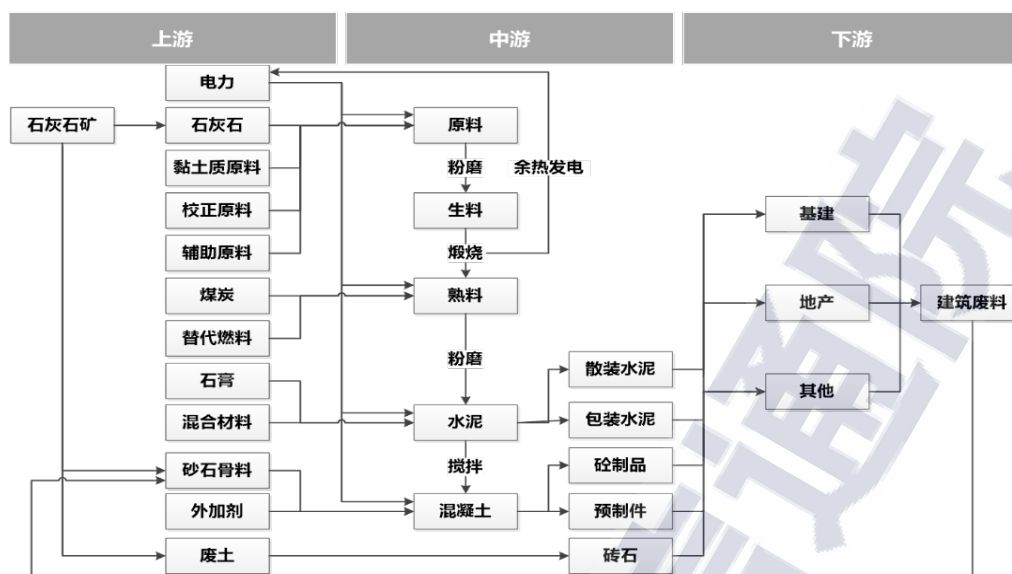 上游
中游
下游
电力
石灰石矿
石灰石
原料
黏土质原料
粉磨
余热发电
校正原料
生料
基建
辅助原料
煅烧
煤炭
熟料
地产
建筑废料
替代燃料
粉磨
石膏
散装水泥
其他
混合材料
水泥
包装水泥
砂石骨料
搅拌
砼制品
外加剂
混凝土
预制件
废土
砖石
信通院